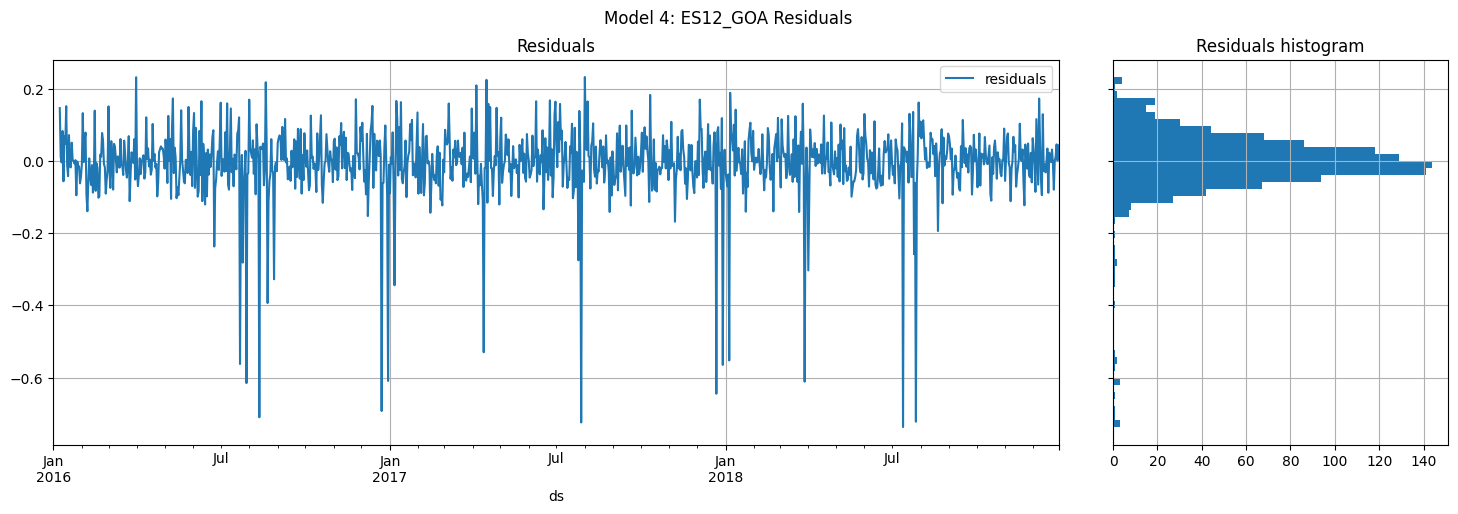 Model 4: ES12_GOA Residuals
Residuals
Residuals histogram
residuals
0.2
0.0
−0.2
−0.4
−0.6
Jan
2016
Jul
Jan
2017
Jul
Jan
2018
Jul
ds
0 20 40 60 80 100 120 140